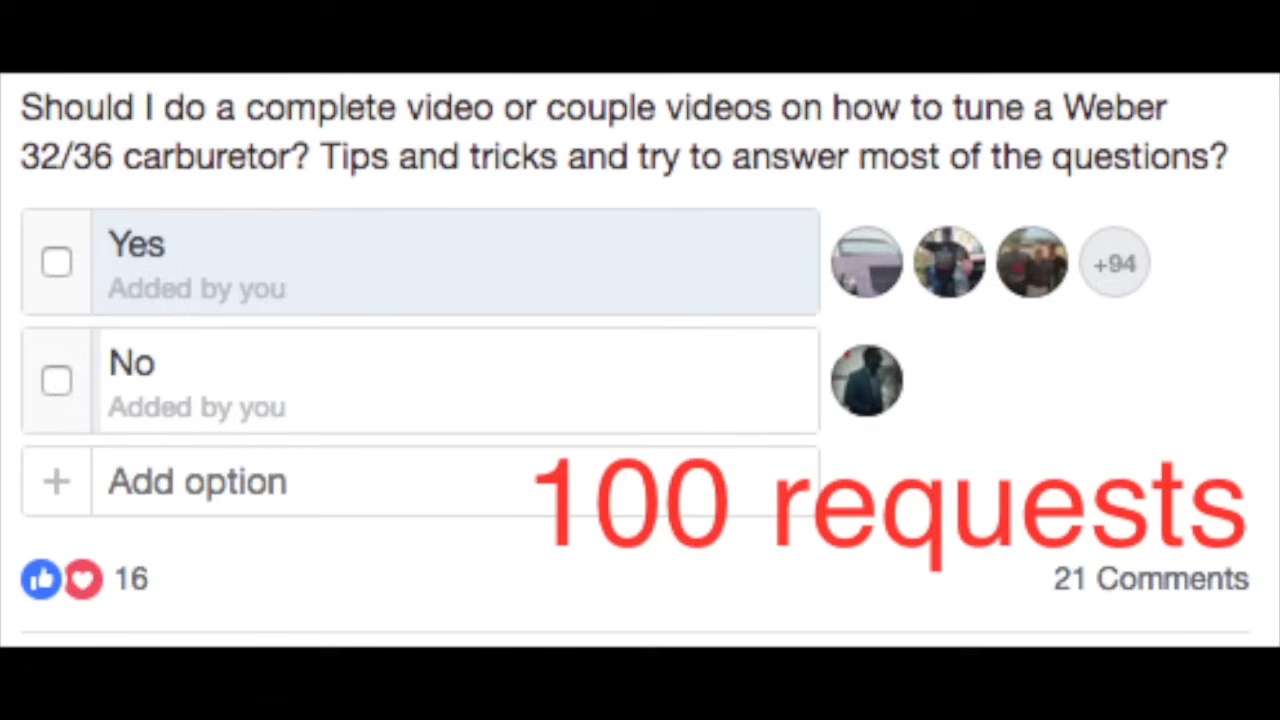 Should I do a complete video or couple videos on how to tune a Weber
32/36 carburetor? Tips and tricks and try to answer most of the questions?
Yes
Added by you
+94
No
Added by you
+ Add option
100 requests
16
21 Comments